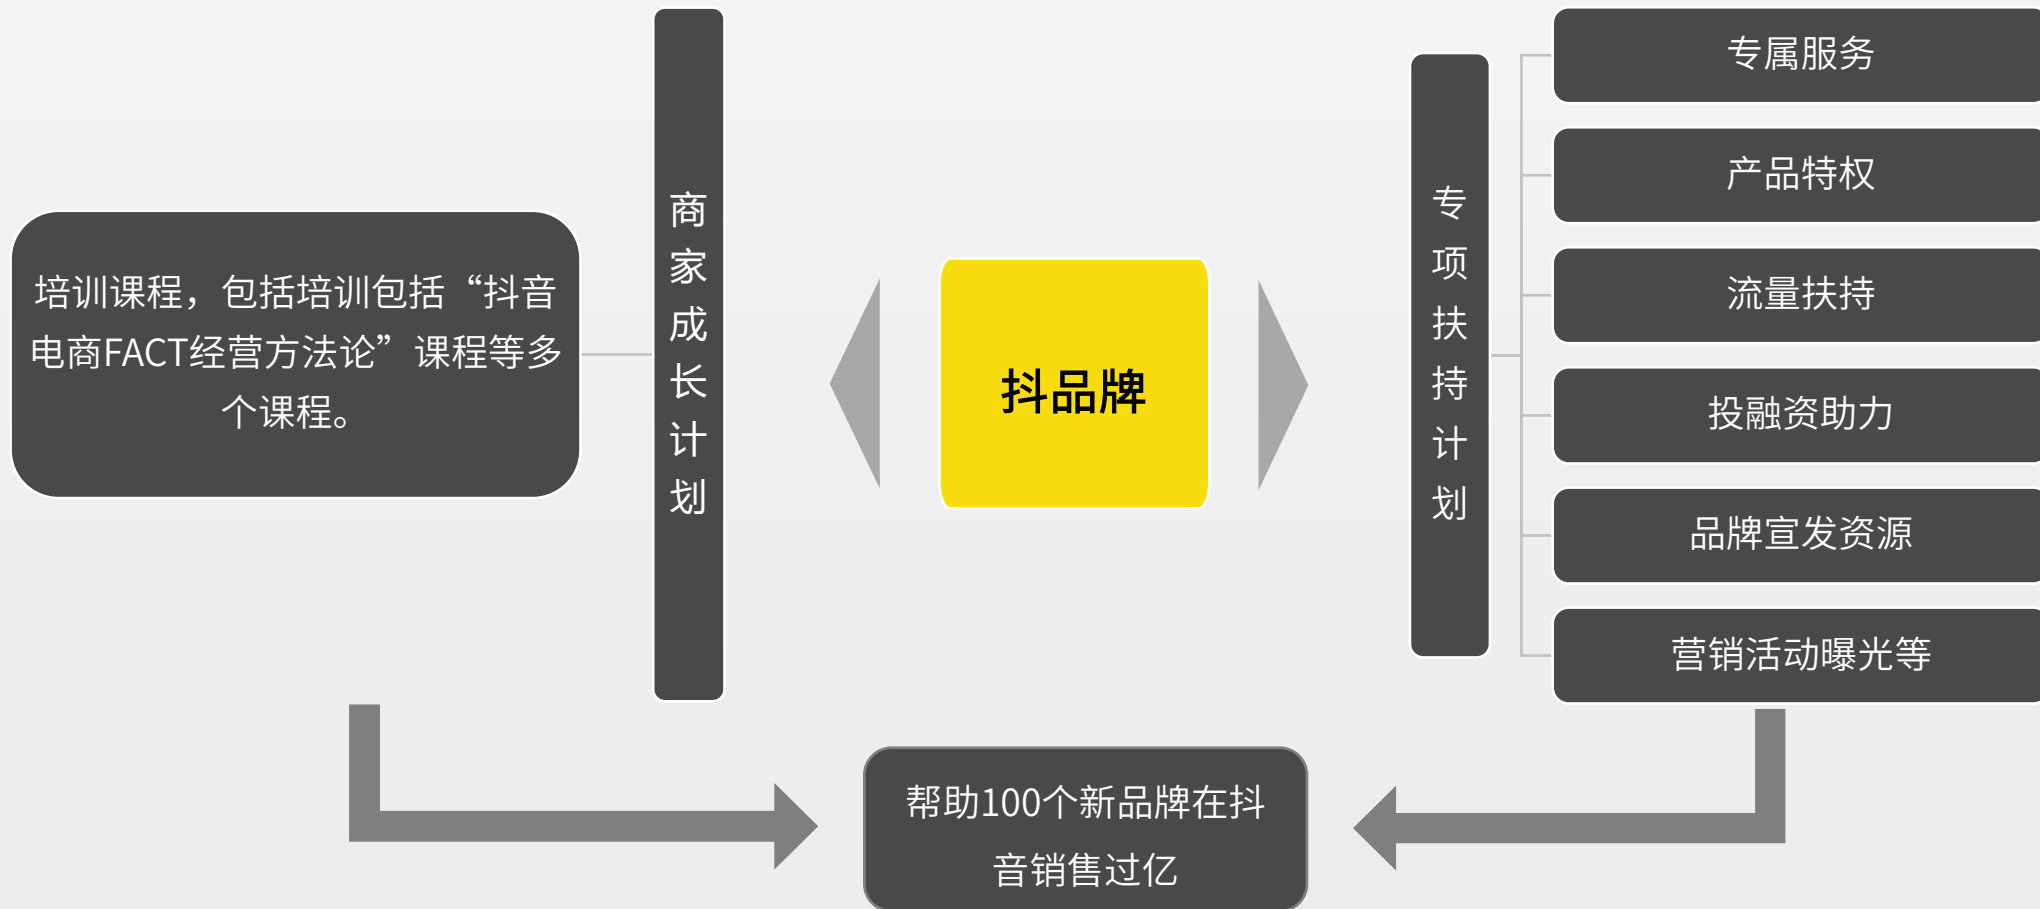 培训课程，包括培训包括“抖音
电商FACT经营方法论”课程等多
个课程。
商家成长计划
抖品牌
专项扶持计划
专属服务
产品特权
流量扶持
投融资助力
品牌宣发资源
营销活动曝光等
帮助100个新品牌在抖
音销售过亿